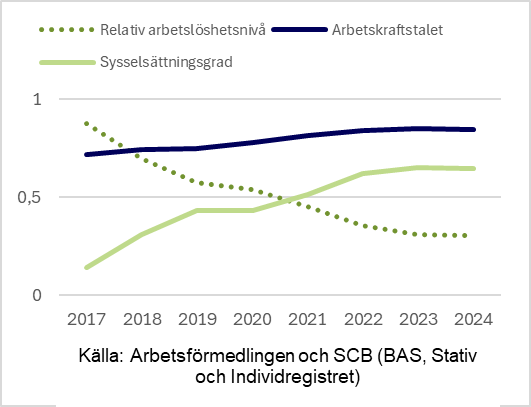 Relativ arbetslöshetsnivå Arbetskraftstalet
Sysselsättningsgrad
1
0,5
0
2017 2018 2019 2020 2021 2022 2023 2024
Källa: Arbetsförmedlingen och SCB (BAS, Stativ
och Individregistret)